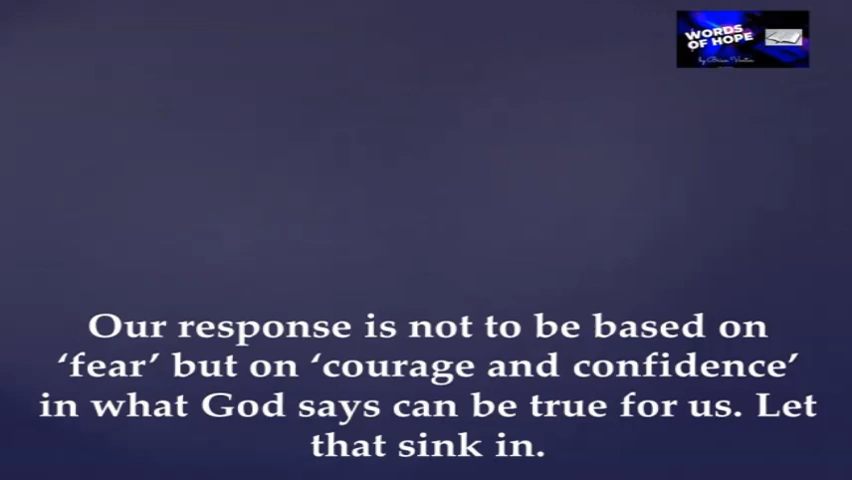 WORDS
OF HOPE
Our response is not to be based on
‘fear’ but on ‘courage and confidence’
in what God says can be true for us. Let
that sink in.